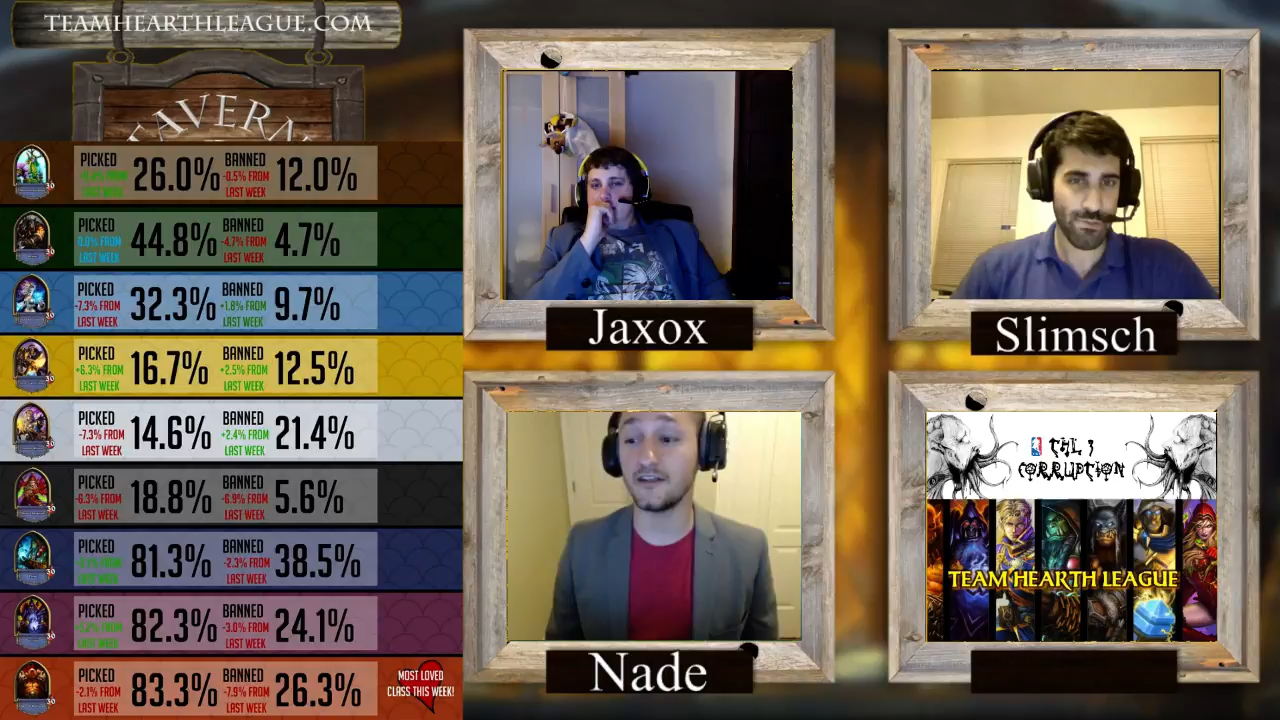 TEAMHEARTHLEAGUE.COM
TAVERN
PICKED 26.0% BANNED 12.0%
FROM -0.5% FROM
LAST WEEK LAST WEEK
PICKED 44.8% BANNED 4.7%
0.0% FROM -4.7% FROM
LAST WEEK LAST WEEK
PICKED 32.3% BANNED 9.7%
-7.3% FROM +1.8% FROM
LAST WEEK LAST WEEK
PICKED 16.7% BANNED 12.5%
+6.3% FROM +2.5% FROM
LAST WEEK LAST WEEK
PICKED 14.6% BANNED 21.4%
-7.3% FROM +2.4% FROM
LAST WEEK LAST WEEK
PICKED 18.8% BANNED 5.6%
-6.3% FROM -6.9% FROM
LAST WEEK LAST WEEK
PICKED 81.3% BANNED 38.5%
FROM -2.3% FROM
LAST WEEK LAST WEEK
PICKED 82.3% BANNED 24.1%
FROM -3.0% FROM
LAST WEEK LAST WEEK
PICKED 83.3% BANNED 26.3%
-2.1% FROM -7.9% FROM
LAST WEEK LAST WEEK
MOST LOVED
CLASS THIS WEEK!
Jaxox
Slimsch
Nade
THL 3
CORRUPTION
TEAM HEARTH LEAGUE